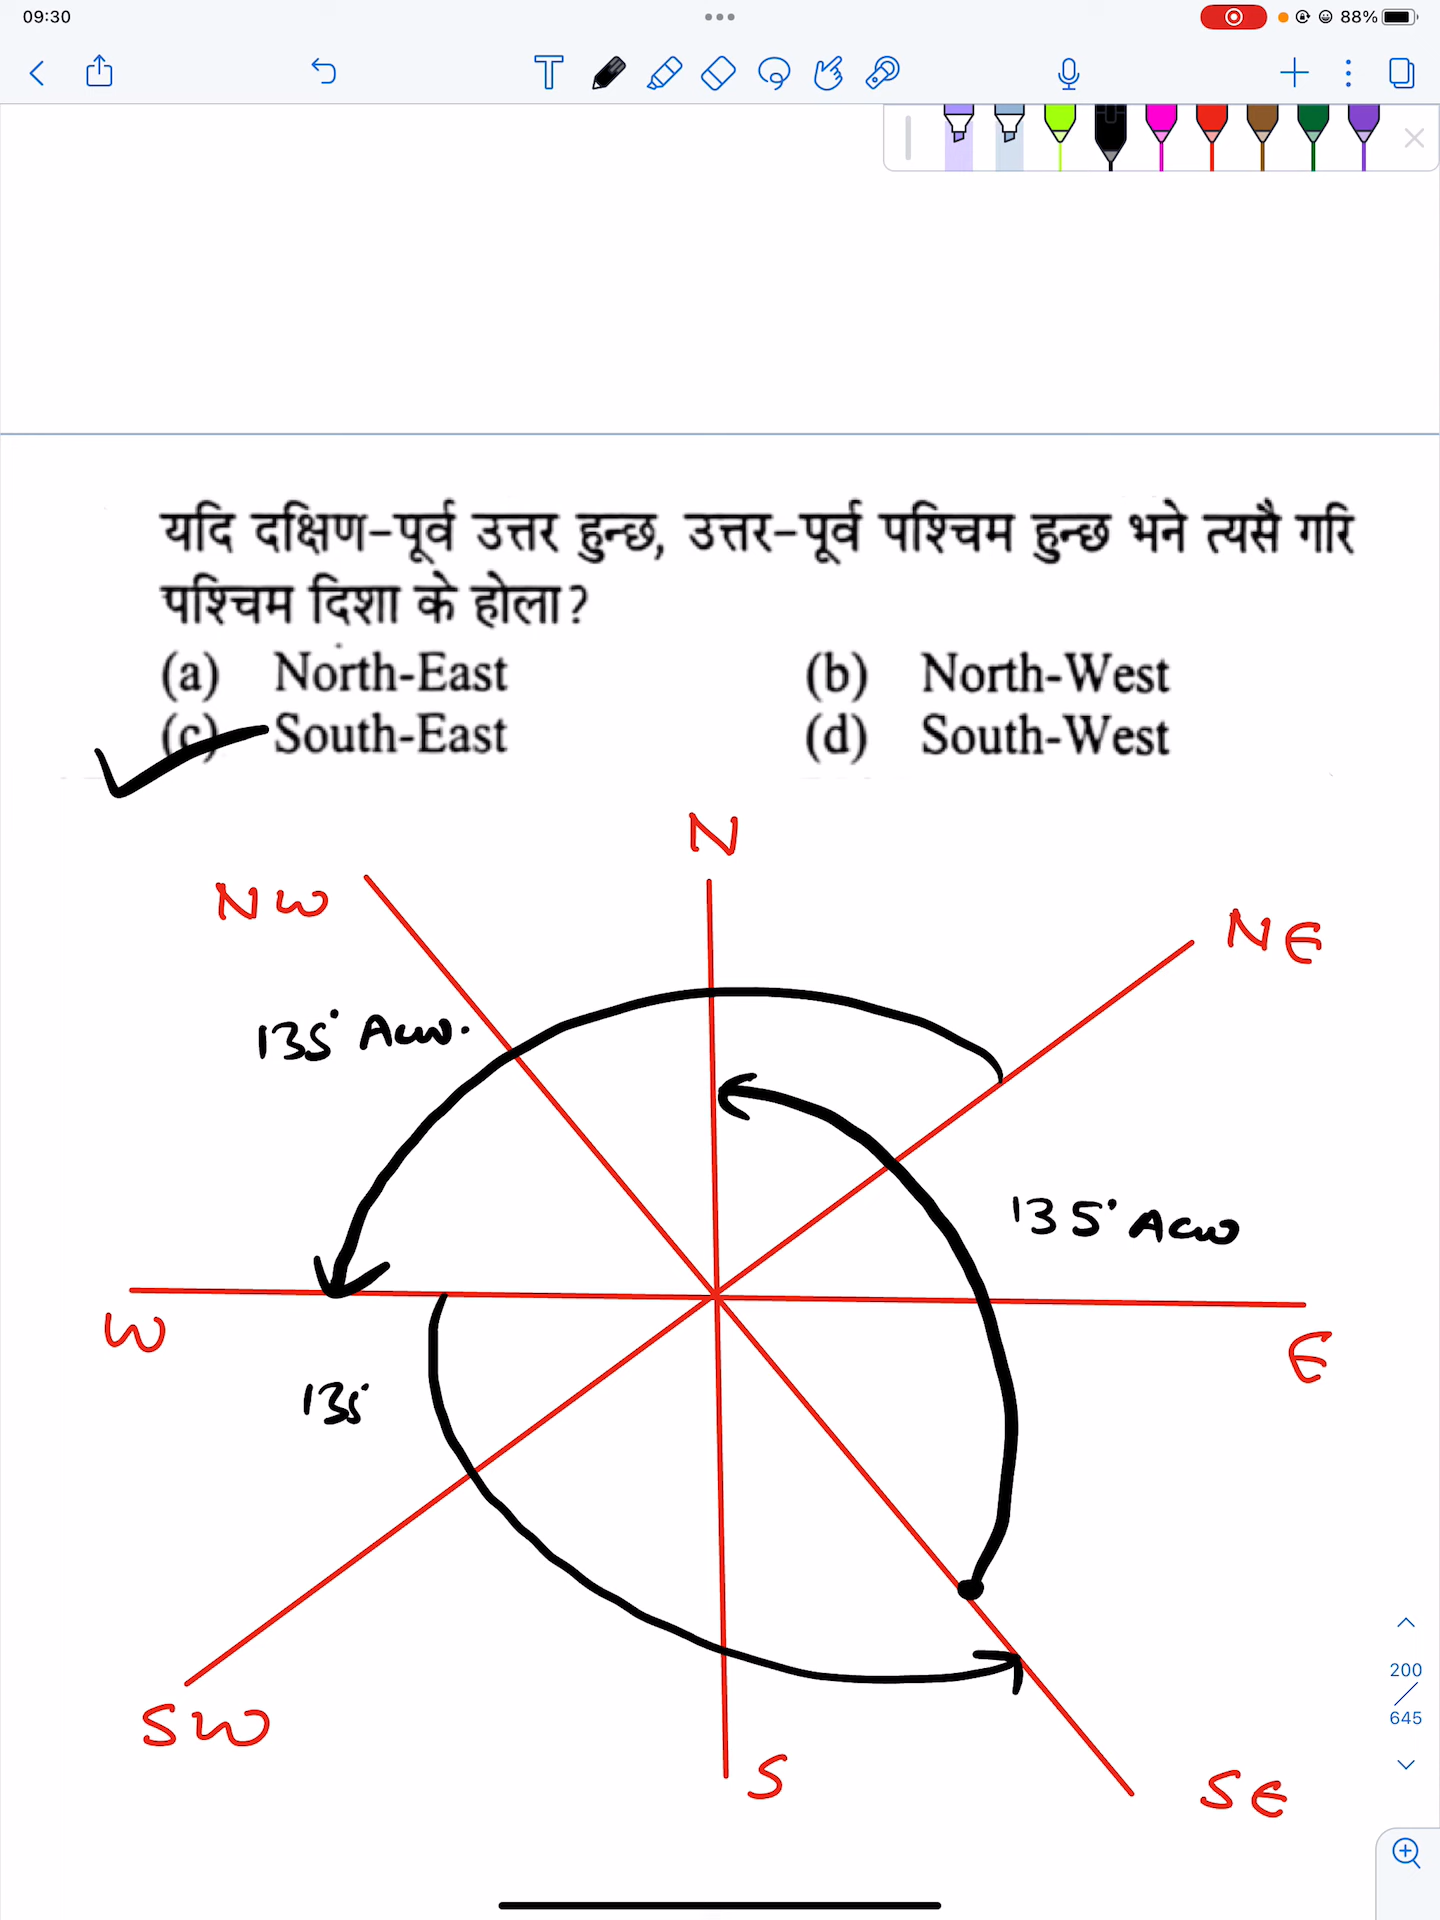 09:30
88%
यदि दक्षिण-पूर्व उत्तर हुन्छ, उत्तर-पूर्व पश्चिम हुन्छ भने त्यसै गरि
पश्चिम दिशा के होला?
(a) North-East (b) North-West
(c) South-East (d) South-West
N
NW
NE
135° Acw.
135° Acw
W
E
135°
SW
S
SE
200
645